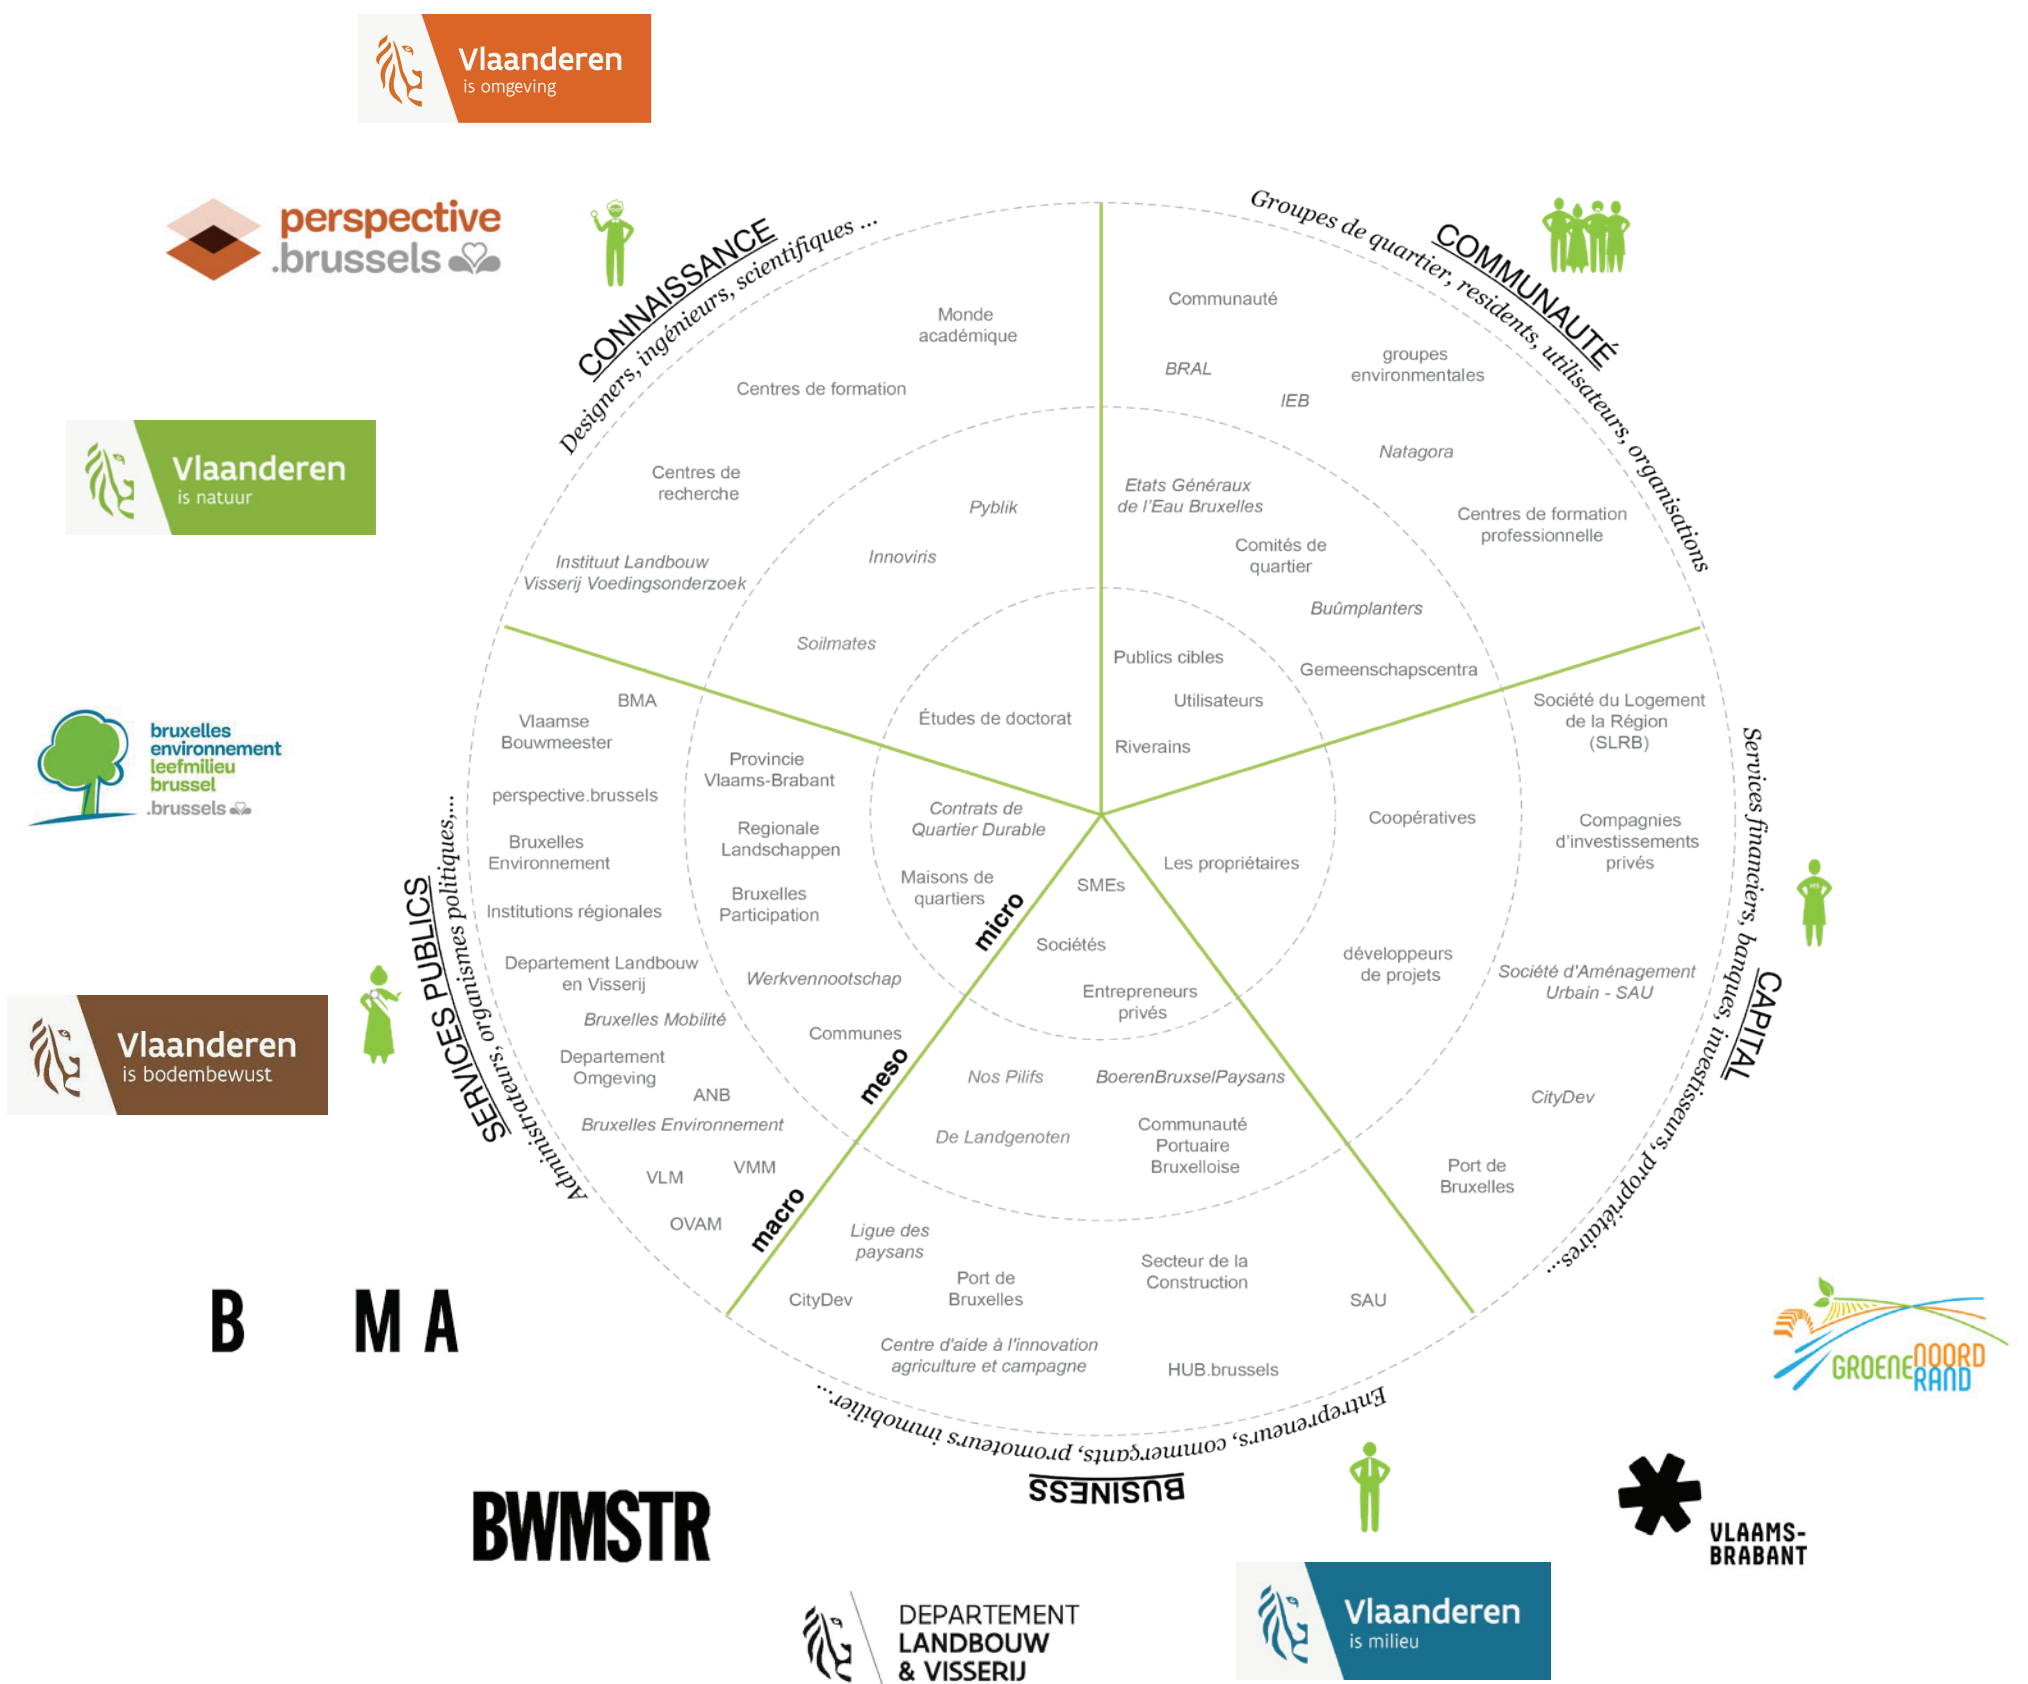 Vlaanderen
is omgeving
perspective
.brussels
CONNAISSANCE
Designers, ingénieurs, scientifiques ...
Monde
académique
Centres de formation
Centres de
recherche
Instituut Landbouw
Visserij Voedingsonderzoek
Pyblik
Innoviris
Soilmates
Études de doctorat
COMMUNAUTÉ
Groupes de quartier, residents, utilisateurs, organisations
Communauté
BRAL
groupes
environmentales
IEB
Natagora
Centres de formation
professionnelle
Etats Généraux
de l'Eau Bruxelles
Comités de
quartier
Buûmplanters
Gemeenschapscentra
Publics cibles
Utilisateurs
Riverains
Vlaanderen
is natuur
bruxelles
environnement
leefmilieu
brussel
.brussels
Vlaanderen
is bodembewust
SERVICES PUBLICS
Administrateurs, organismes politiques,...
BMA
Vlaamse
Bouwmeester
perspective.brussels
Bruxelles
Environnement
Institutions régionales
Departement Landbouw
en Visserij
Bruxelles Mobilité
Departement
Omgeving
ANB
Bruxelles Environnement
VLM
VMM
OVAM
Provincie
Vlaams-Brabant
Regionale
Landschappen
Bruxelles
Participation
Werkvennootschap
Communes
Contrats de
Quartier Durable
Maisons de
quartiers
micro
meso
macro
CAPITAL
Services financiers, banques, investisseurs, propriétaires...
Société du Logement
de la Région
(SLRB)
Coopératives
Compagnies
d'investissements
privés
Les propriétaires
développeurs
de projets
Société d'Aménagement
Urbain - SAU
CityDev
Port de
Bruxelles
SMEs
Sociétés
Entrepreneurs
privés
Nos Pilifs
BoerenBruxselPaysans
De Landgenoten
Communauté
Portuaire
Bruxelloise
Ligue des
paysans
Secteur de la
Construction
Port de
Bruxelles
CityDev
SAU
Centre d'aide à l'innovation
agriculture et campagne
HUB.brussels
Entrepreneurs, commerçants, promoteurs immobilier...
BUSINESS
B MA
BWMSTR
DEPARTEMENT
LANDBOUW
& VISSERIJ
Vlaanderen
is milieu
VLAAMS-
BRABANT
GROENE NOORD
RAND